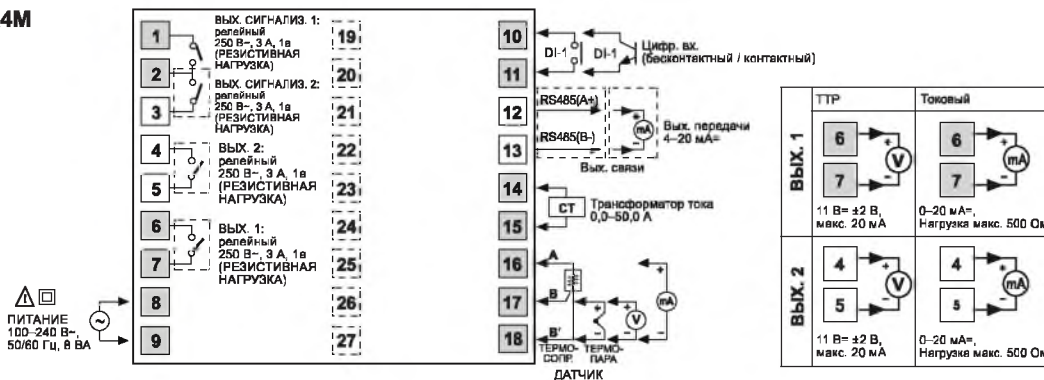 4M
1
2
3
4
5
6
7
8
9
ВЫХ. СИГНАЛИЗ. 1:
релейный
250 В~, 3 А, 1a
(РЕЗИСТИВНАЯ
НАГРУЗКА)
ВЫХ. СИГНАЛИЗ. 2:
релейный
250 В~, 3 А, 1a
(РЕЗИСТИВНАЯ
НАГРУЗКА)
ВЫХ. 2:
релейный
250 В~, 3 А, 1a
(РЕЗИСТИВНАЯ
НАГРУЗКА)
ВЫХ. 1:
релейный
250 В~, 3 А, 1a
(РЕЗИСТИВНАЯ
НАГРУЗКА)
ПИТАНИЕ
100–240 В~,
50/60 Гц, 8 ВА
19
20
21
22
23
24
25
26
27
10
11
12
13
14
15
16
17
18
DI-1
DI-1
Цифр. вх.
(бесконтактный / контактный)
RS485(A+)
RS485(B-)
+
mA
−
Вых. передачи
4–20 мА=
Вых. связи
CT
Трансформатор тока
0,0–50,0 А
A
B
B'
+
−
+
V
−
+
mA
−
ТЕРМО-
СОПР.
ТЕРМО-
ПАРА
ДАТЧИК
ТТР
Токовый
ВЫХ. 1
6
7
+
V
−
11 В= ±2 В,
макс. 20 мА
6
7
+
mA
−
0–20 мА=,
Нагрузка макс. 500 Ом
ВЫХ. 2
4
5
+
V
−
11 В= ±2 В,
макс. 20 мА
4
5
+
mA
−
0–20 мА=,
Нагрузка макс. 500 Ом